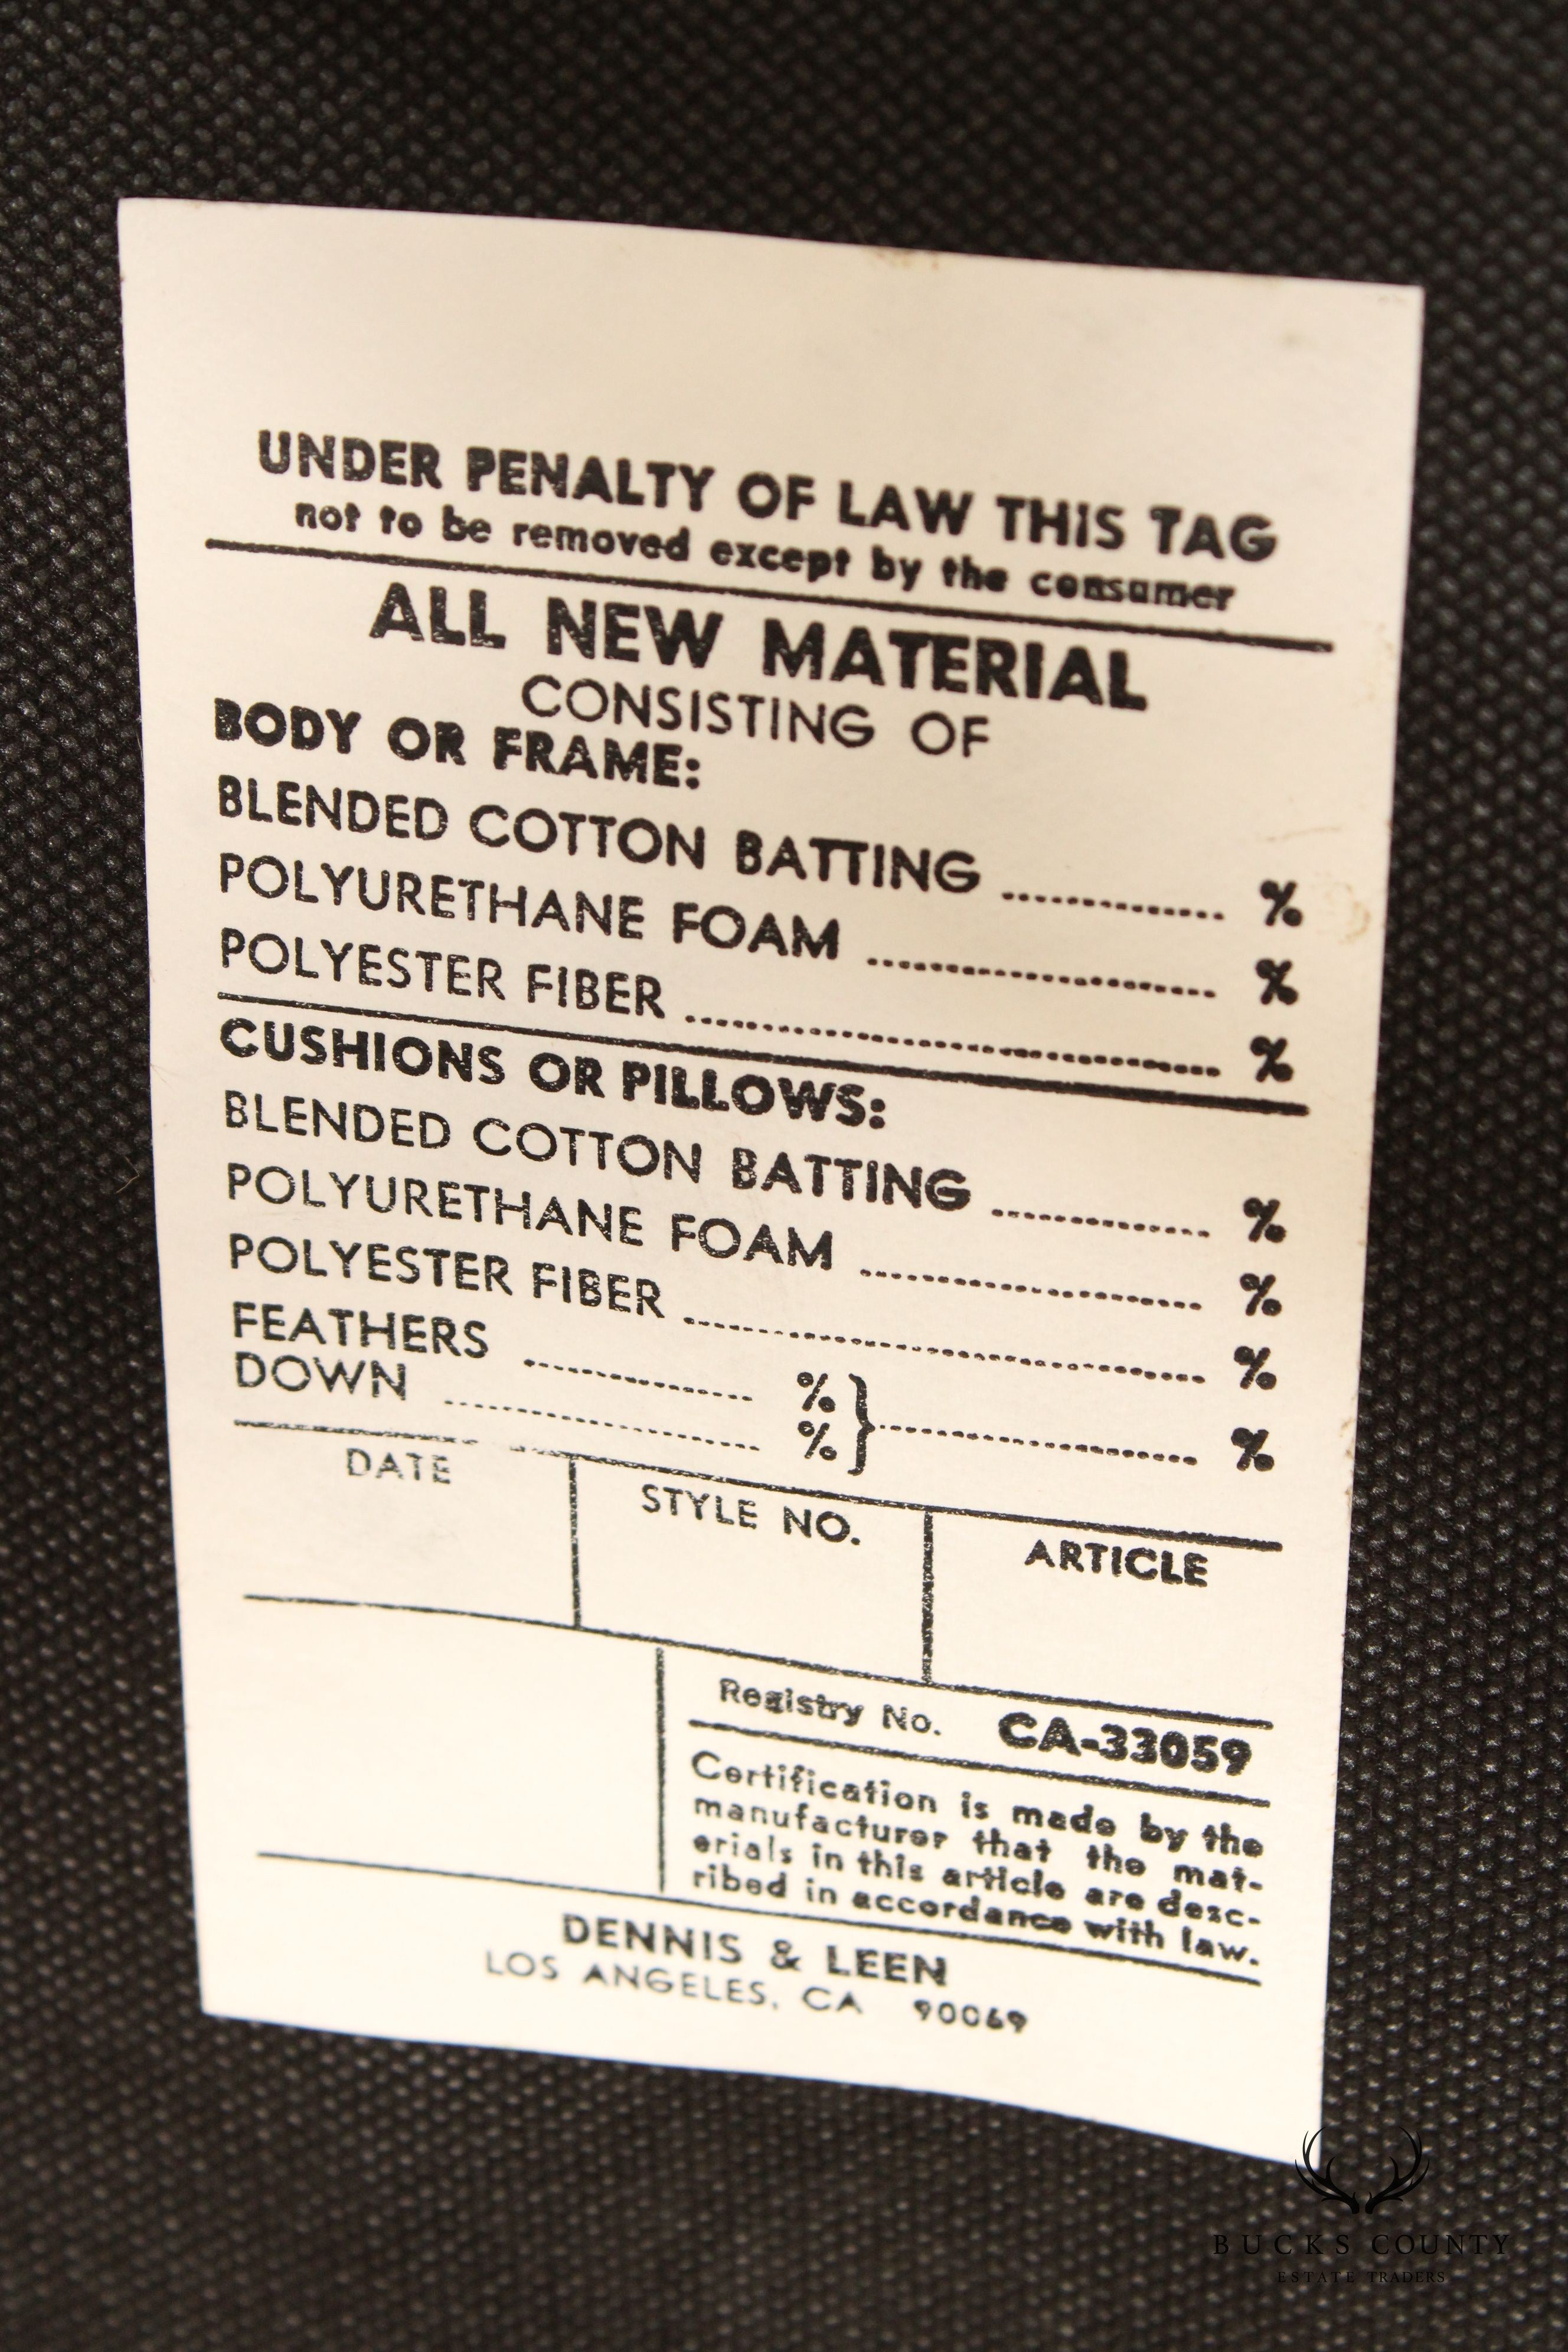 UNDER PENALTY OF LAW THIS TAG
not to be removed except by the consumer
ALL NEW MATERIAL
CONSISTING OF
BODY OR FRAME:
BLENDED COTTON BATTING ............... %
POLYURETHANE FOAM ........................ %
POLYESTER FIBER .................................... %
CUSHIONS OR PILLOWS:
BLENDED COTTON BATTING ............... %
POLYURETHANE FOAM ........................ %
POLYESTER FIBER .................................... %
FEATHERS ................ %
DOWN ...................... % } ...................... %
DATE STYLE NO. ARTICLE
Registry No. CA-33059
Certification is made by the
manufacturer that the mat-
erials in this article are desc-
ribed in accordance with law.
DENNIS & LEEN
LOS ANGELES, CA 90069
BUCKS COUNTY
ESTATE TRADERS